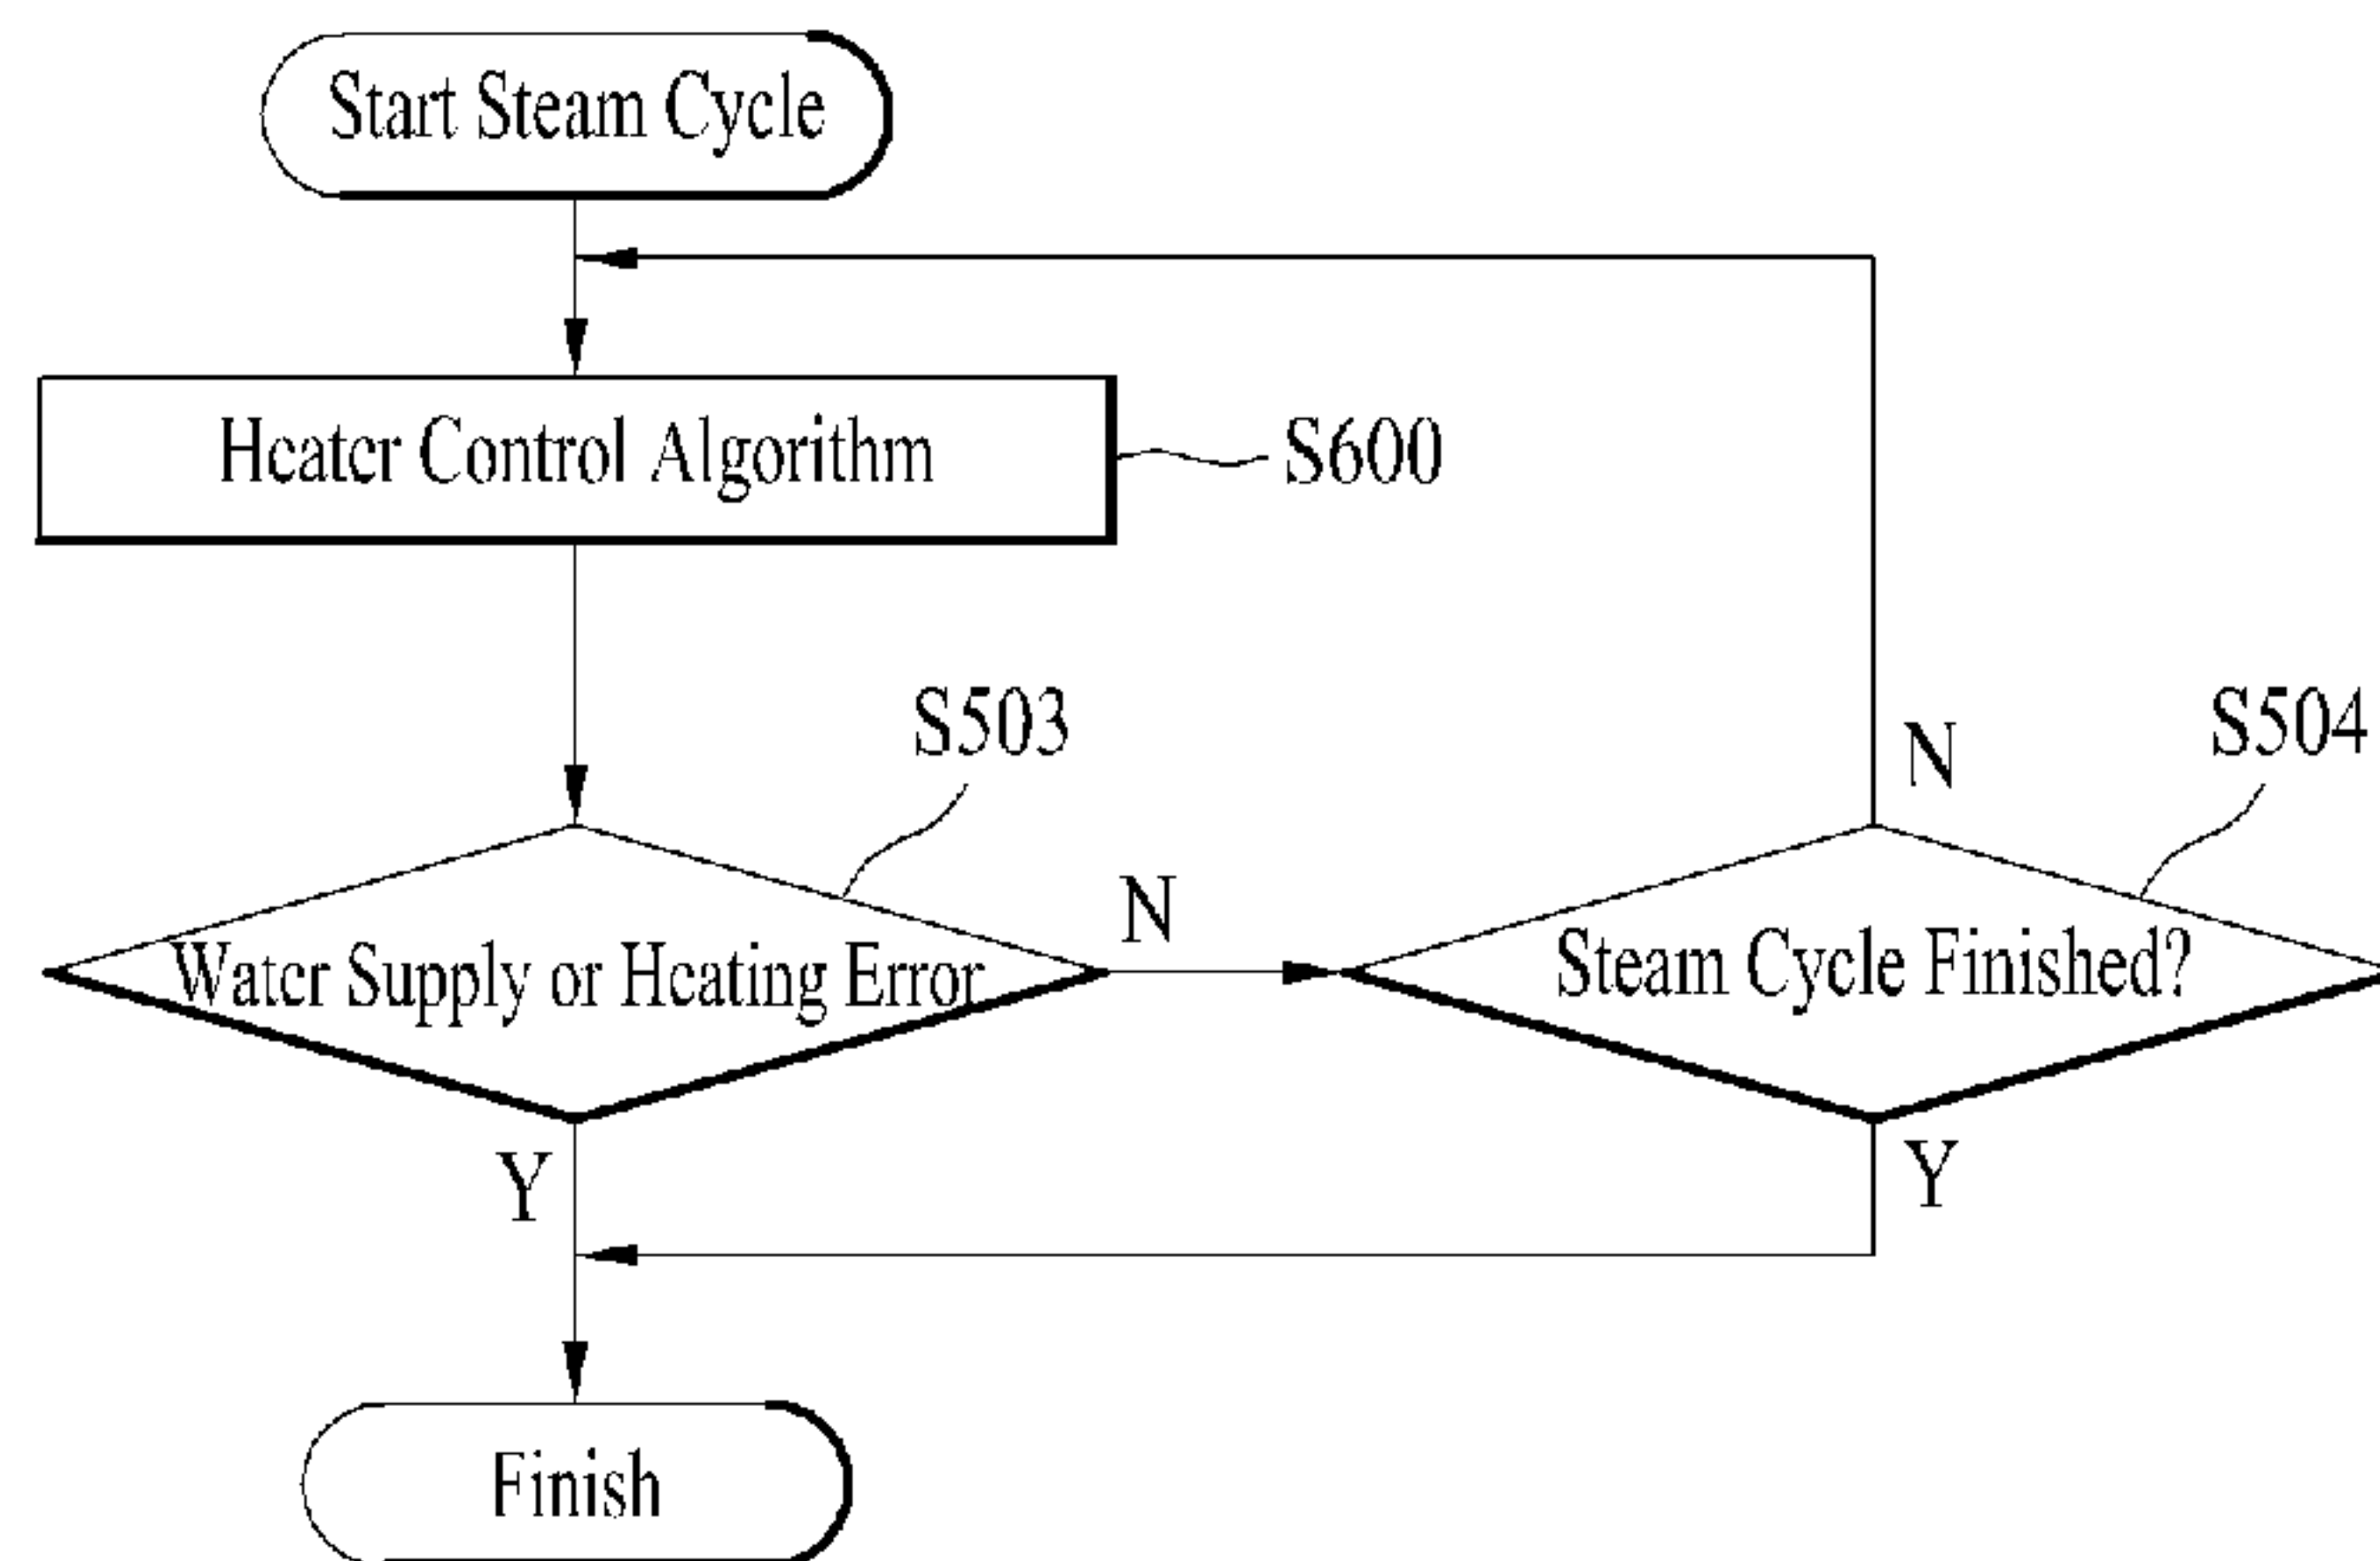 Start Steam Cycle
Heater Control Algorithm
S600
S503
S504
N
N
Water Supply or Heating Error
Steam Cycle Finished?
Y
Y
Finish